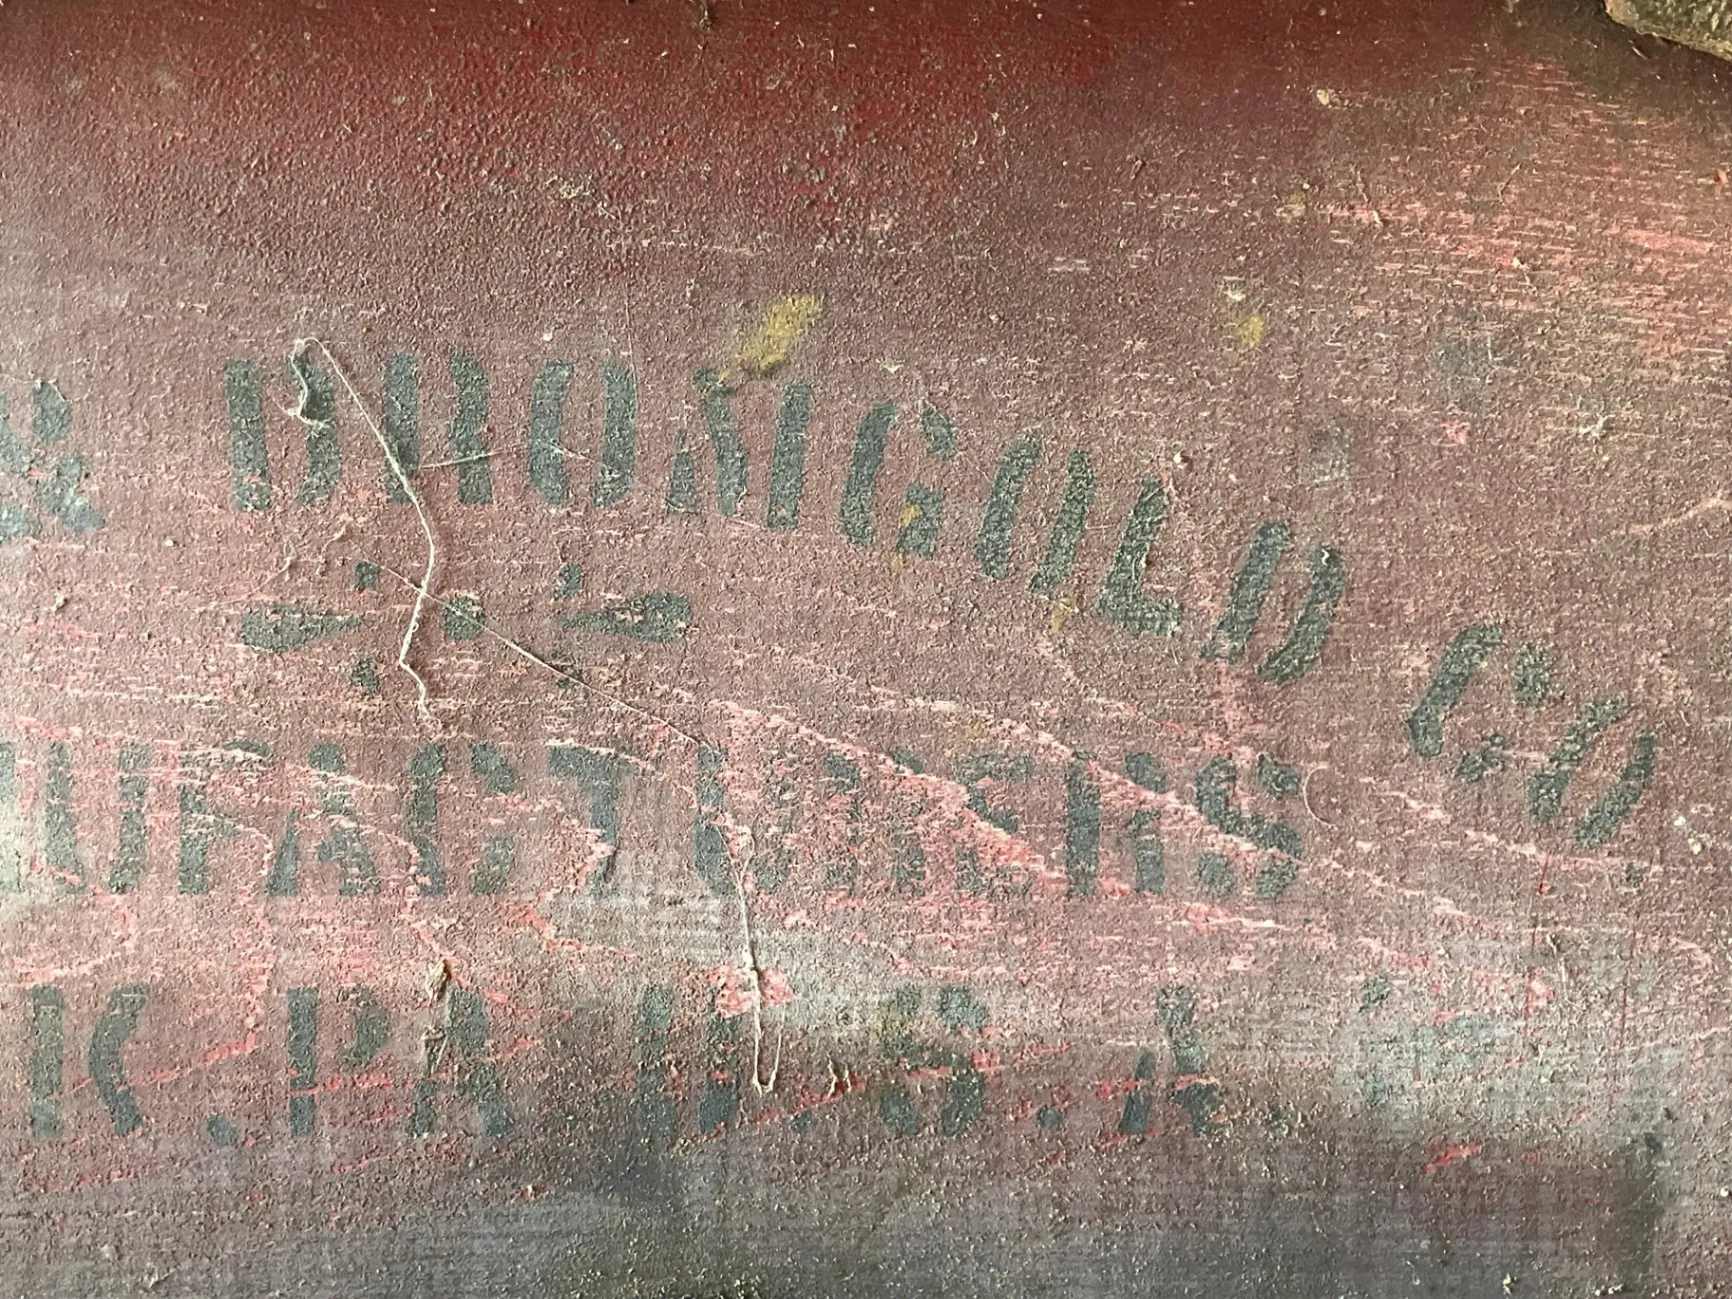 & DROMGOLD CO
UFACTURERS
K. PA U.S.A